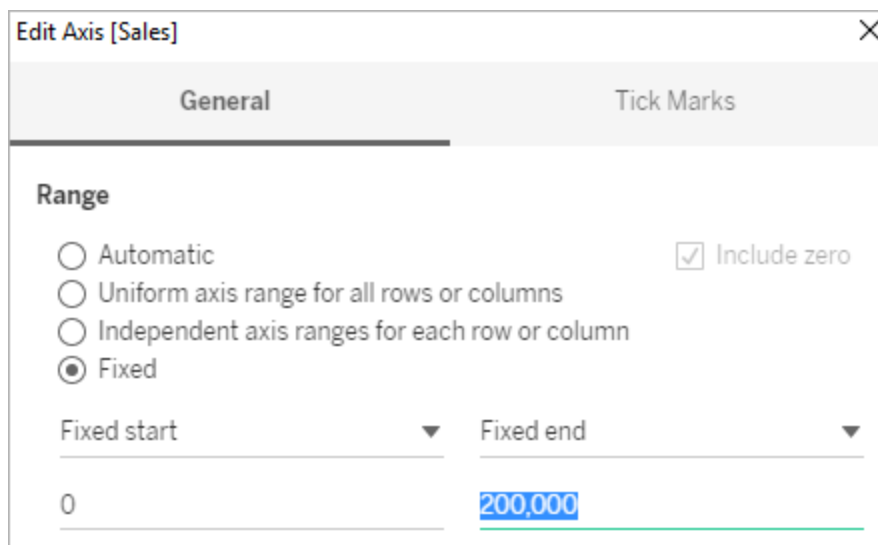 Edit Axis [Sales]
General Tick Marks
Range
Automatic Include zero
Uniform axis range for all rows or columns
Independent axis ranges for each row or column
Fixed
Fixed start Fixed end
0 200,000